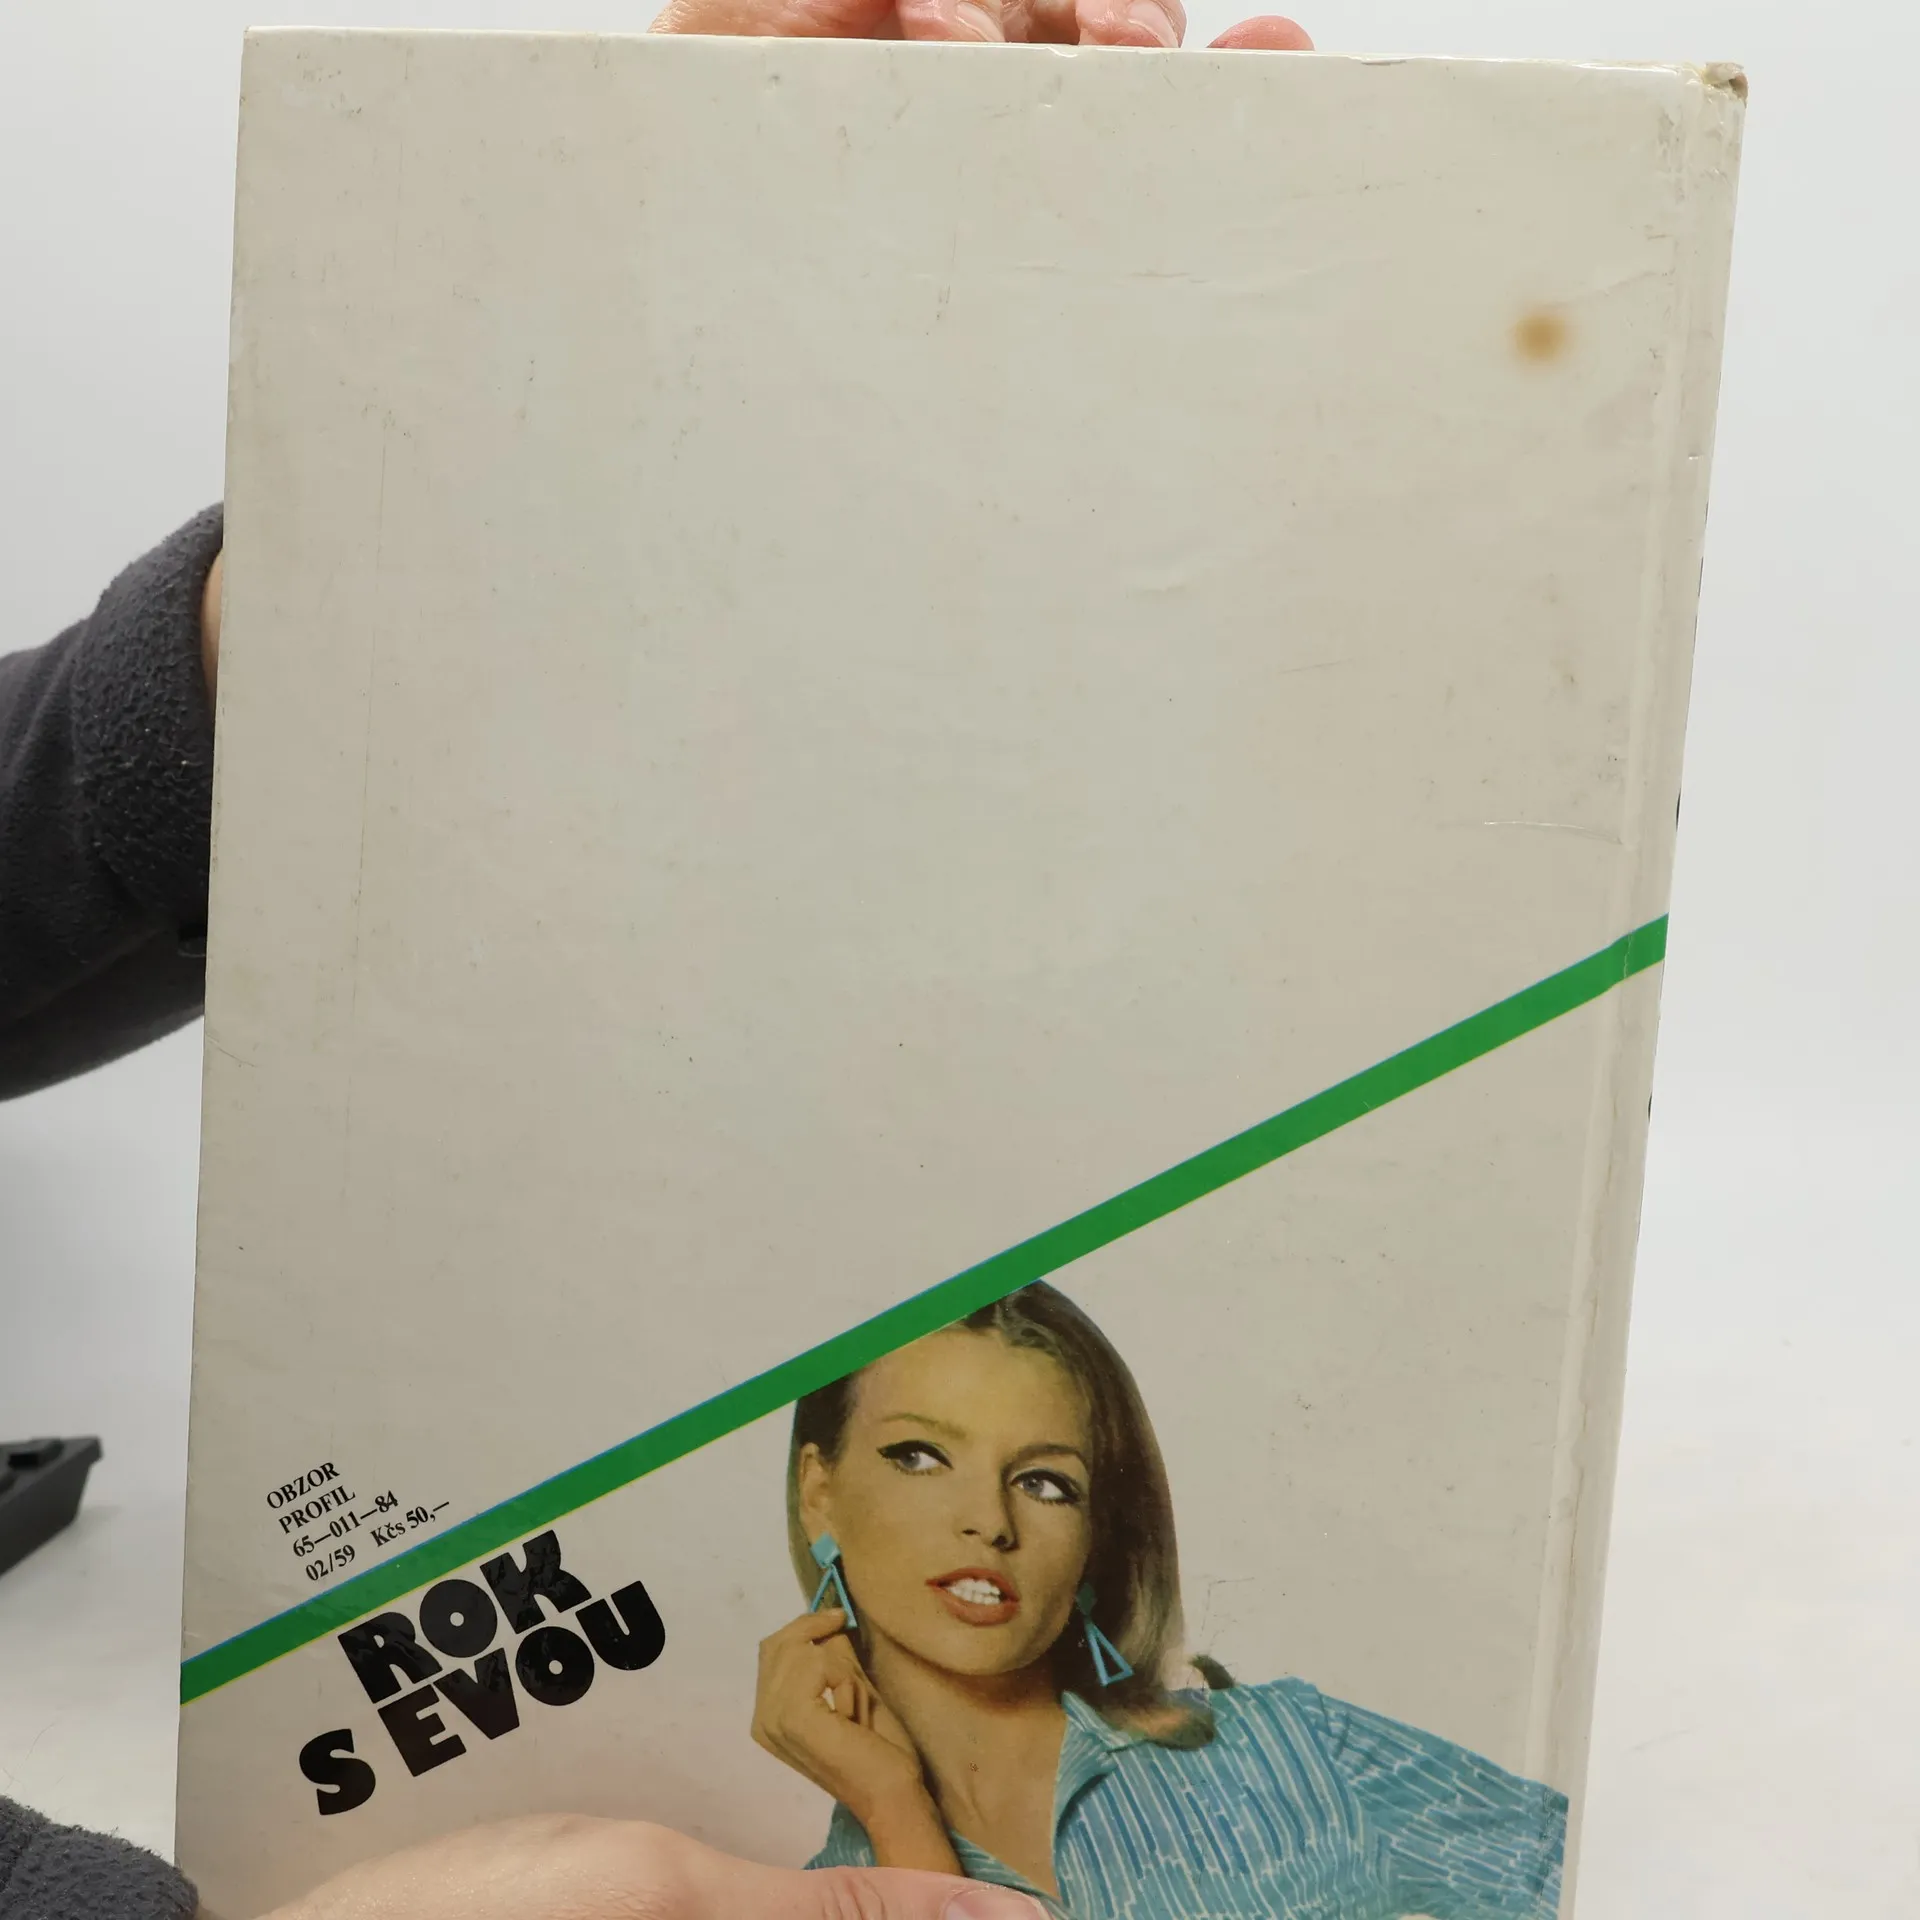 OBZOR
PROFIL
65—011—84
02/59 Kčs 50,—
ROK
S EVOU